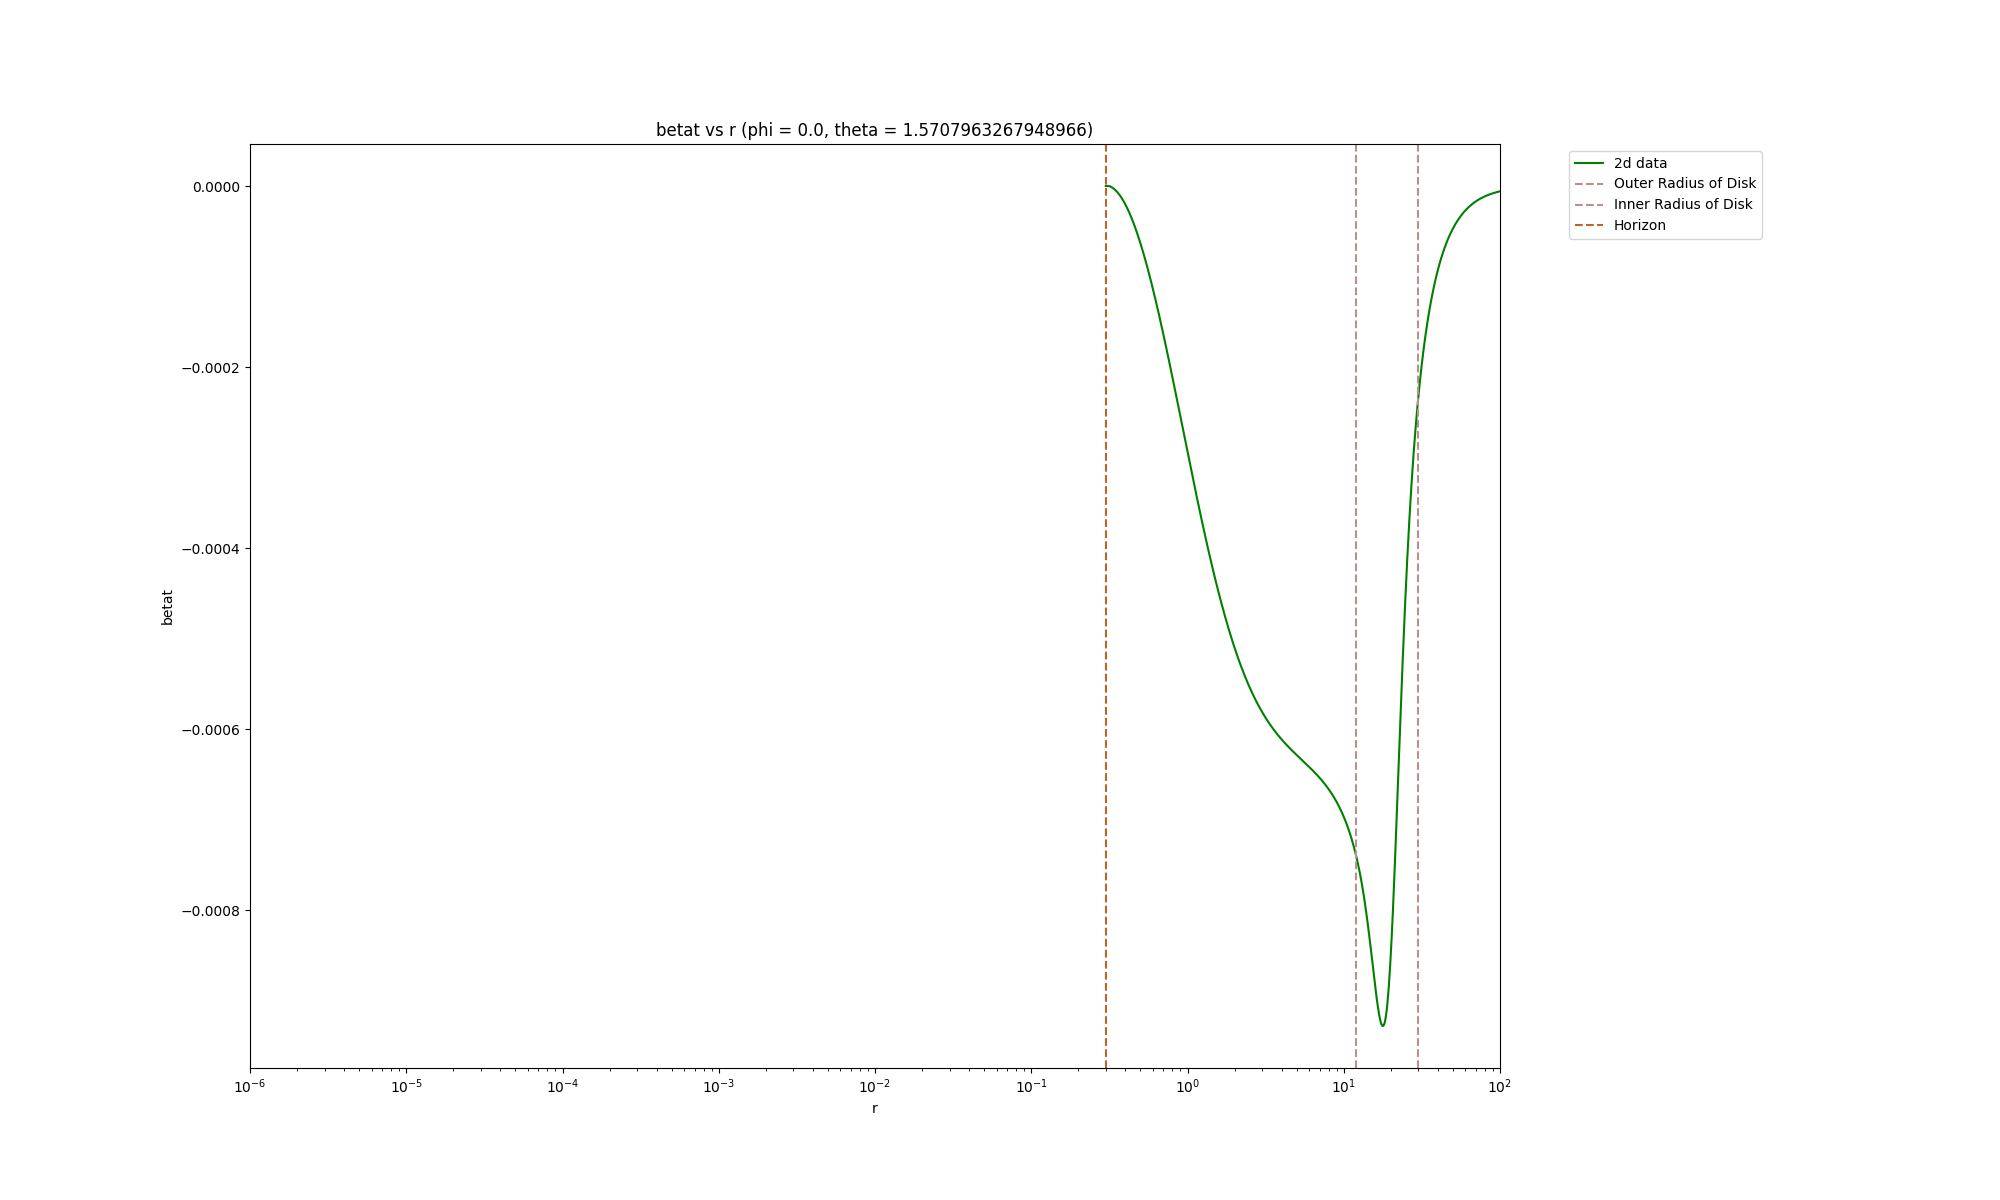 betat vs r (phi = 0.0, theta = 1.5707963267948966)
2d data
Outer Radius of Disk
Inner Radius of Disk
Horizon
0.0000
−0.0002
−0.0004
−0.0006
−0.0008
betat
10⁻⁶ 10⁻⁵ 10⁻⁴ 10⁻³ 10⁻² 10⁻¹ 10⁰ 10¹ 10²
r